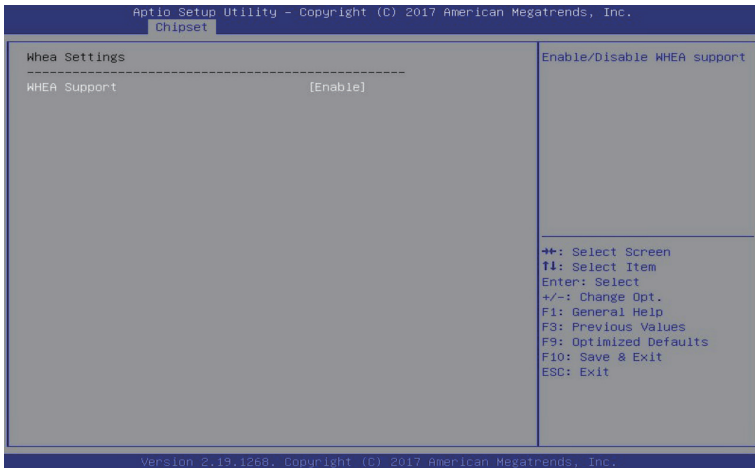 Aptio Setup Utility – Copyright (C) 2017 American Megatrends, Inc.
Chipset
Whea Settings
WHEA Support [Enable]
Enable/Disable WHEA support
→←: Select Screen
↑↓: Select Item
Enter: Select
+/-: Change Opt.
F1: General Help
F3: Previous Values
F9: Optimized Defaults
F10: Save & Exit
ESC: Exit
Version 2.19.1268. Copyright (C) 2017 American Megatrends, Inc.